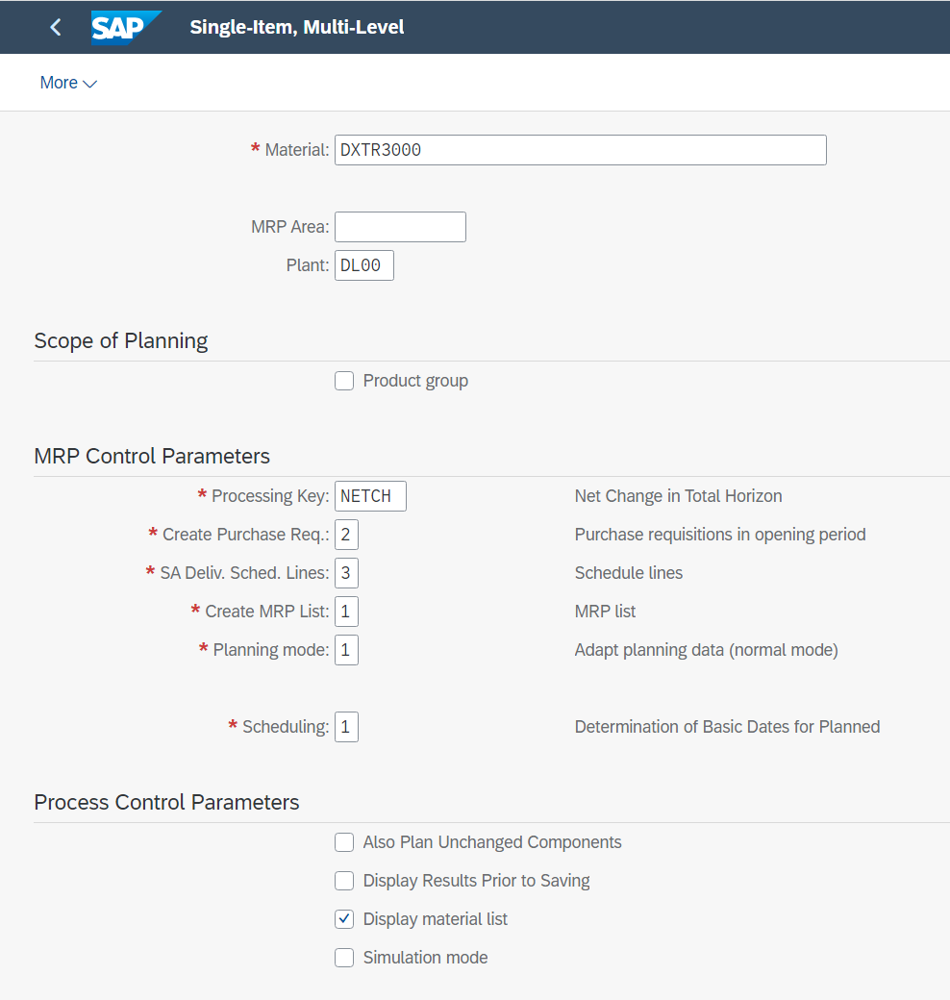 SAP Single-Item, Multi-Level
More
* Material: DXTR3000
MRP Area:
Plant: DL00
Scope of Planning
Product group
MRP Control Parameters
* Processing Key: NETCH Net Change in Total Horizon
* Create Purchase Req.: 2 Purchase requisitions in opening period
* SA Deliv. Sched. Lines: 3 Schedule lines
* Create MRP List: 1 MRP list
* Planning mode: 1 Adapt planning data (normal mode)
* Scheduling: 1 Determination of Basic Dates for Planned
Process Control Parameters
Also Plan Unchanged Components
Display Results Prior to Saving
Display material list
Simulation mode